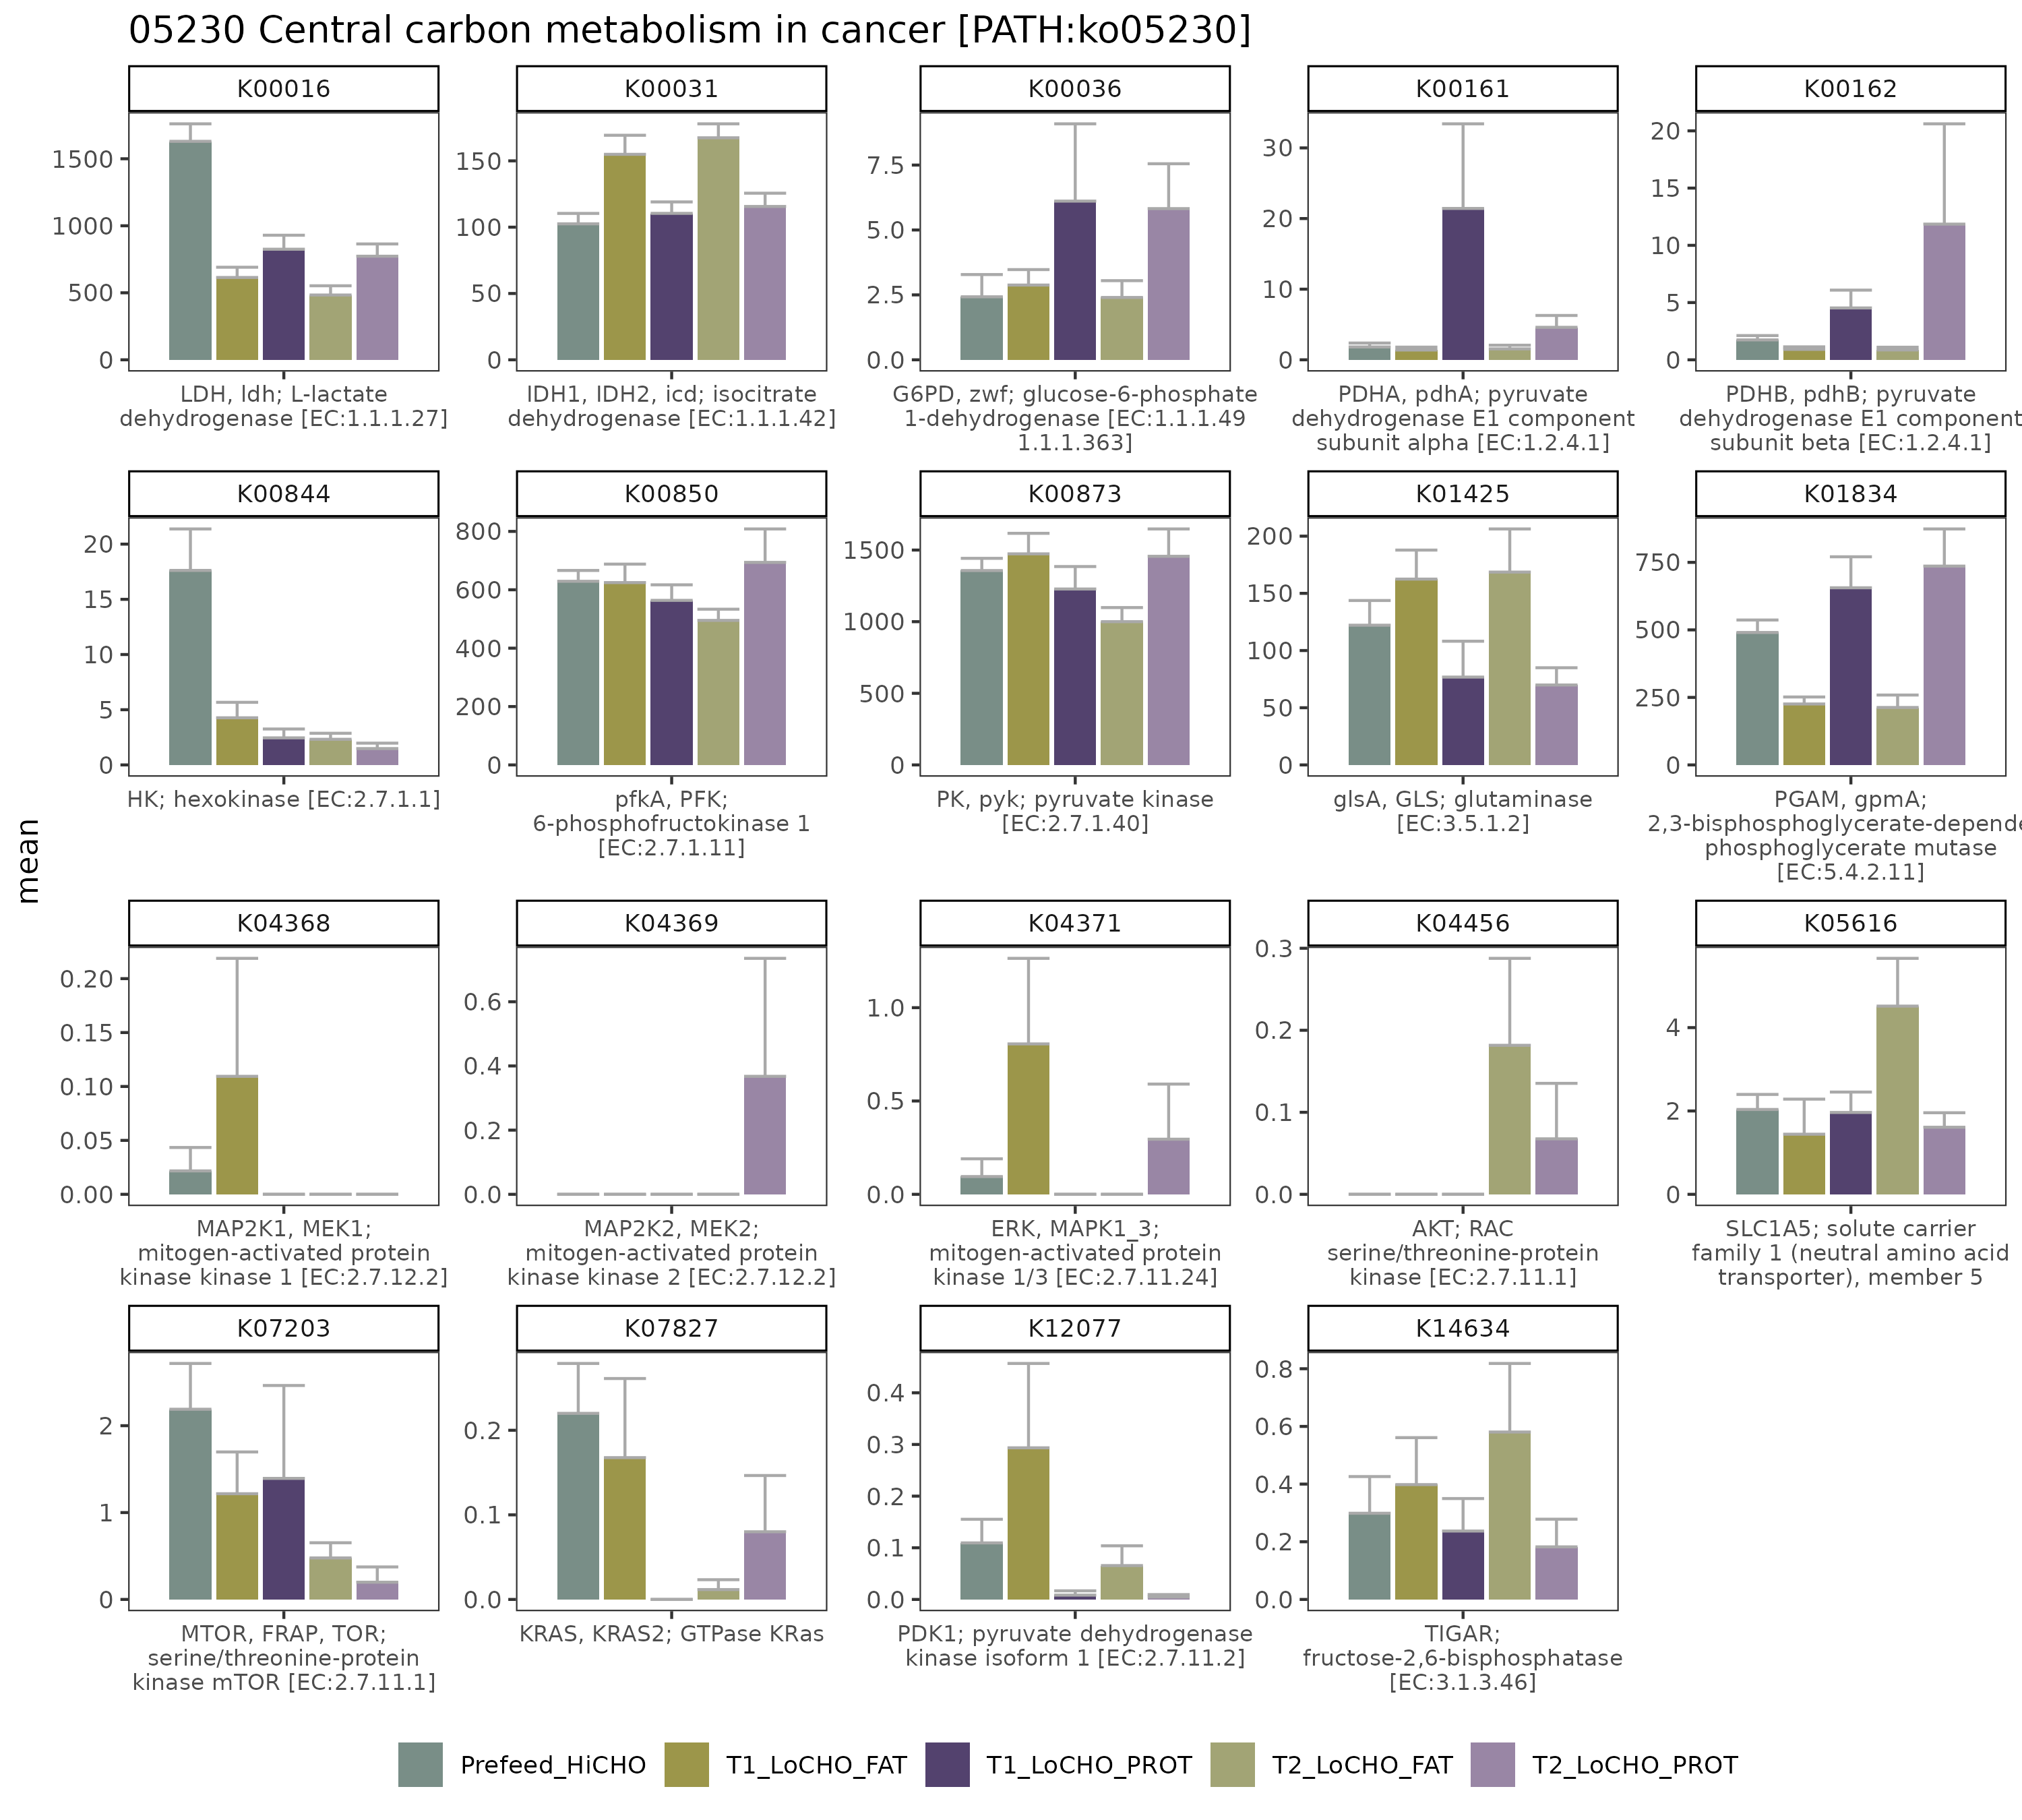 05230 Central carbon metabolism in cancer [PATH:ko05230]
K00016 K00031 K00036 K00161 K00162
1500
1000
500
0
150
100
50
0
7.5
5.0
2.5
0.0
30
20
10
0
20
15
10
5
0
LDH, ldh; L-lactate
dehydrogenase [EC:1.1.1.27]
IDH1, IDH2, icd; isocitrate
dehydrogenase [EC:1.1.1.42]
G6PD, zwf; glucose-6-phosphate
1-dehydrogenase [EC:1.1.1.49
1.1.1.363]
PDHA, pdhA; pyruvate
dehydrogenase E1 component
subunit alpha [EC:1.2.4.1]
PDHB, pdhB; pyruvate
dehydrogenase E1 component
subunit beta [EC:1.2.4.1]
K00844 K00850 K00873 K01425 K01834
20
15
10
5
0
800
600
400
200
0
1500
1000
500
0
200
150
100
50
0
750
500
250
0
HK; hexokinase [EC:2.7.1.1]
pfkA, PFK;
6-phosphofructokinase 1
[EC:2.7.1.11]
PK, pyk; pyruvate kinase
[EC:2.7.1.40]
glsA, GLS; glutaminase
[EC:3.5.1.2]
PGAM, gpmA;
2,3-bisphosphoglycerate-depende
phosphoglycerate mutase
[EC:5.4.2.11]
mean
K04368 K04369 K04371 K04456 K05616
0.20
0.15
0.10
0.05
0.00
0.6
0.4
0.2
0.0
1.0
0.5
0.0
0.3
0.2
0.1
0.0
4
2
0
MAP2K1, MEK1;
mitogen-activated protein
kinase kinase 1 [EC:2.7.12.2]
MAP2K2, MEK2;
mitogen-activated protein
kinase kinase 2 [EC:2.7.12.2]
ERK, MAPK1_3;
mitogen-activated protein
kinase 1/3 [EC:2.7.11.24]
AKT; RAC
serine/threonine-protein
kinase [EC:2.7.11.1]
SLC1A5; solute carrier
family 1 (neutral amino acid
transporter), member 5
K07203 K07827 K12077 K14634
2
1
0
0.2
0.1
0.0
0.4
0.3
0.2
0.1
0.0
0.8
0.6
0.4
0.2
0.0
MTOR, FRAP, TOR;
serine/threonine-protein
kinase mTOR [EC:2.7.11.1]
KRAS, KRAS2; GTPase KRas
PDK1; pyruvate dehydrogenase
kinase isoform 1 [EC:2.7.11.2]
TIGAR;
fructose-2,6-bisphosphatase
[EC:3.1.3.46]
Prefeed_HiCHO T1_LoCHO_FAT T1_LoCHO_PROT T2_LoCHO_FAT T2_LoCHO_PROT